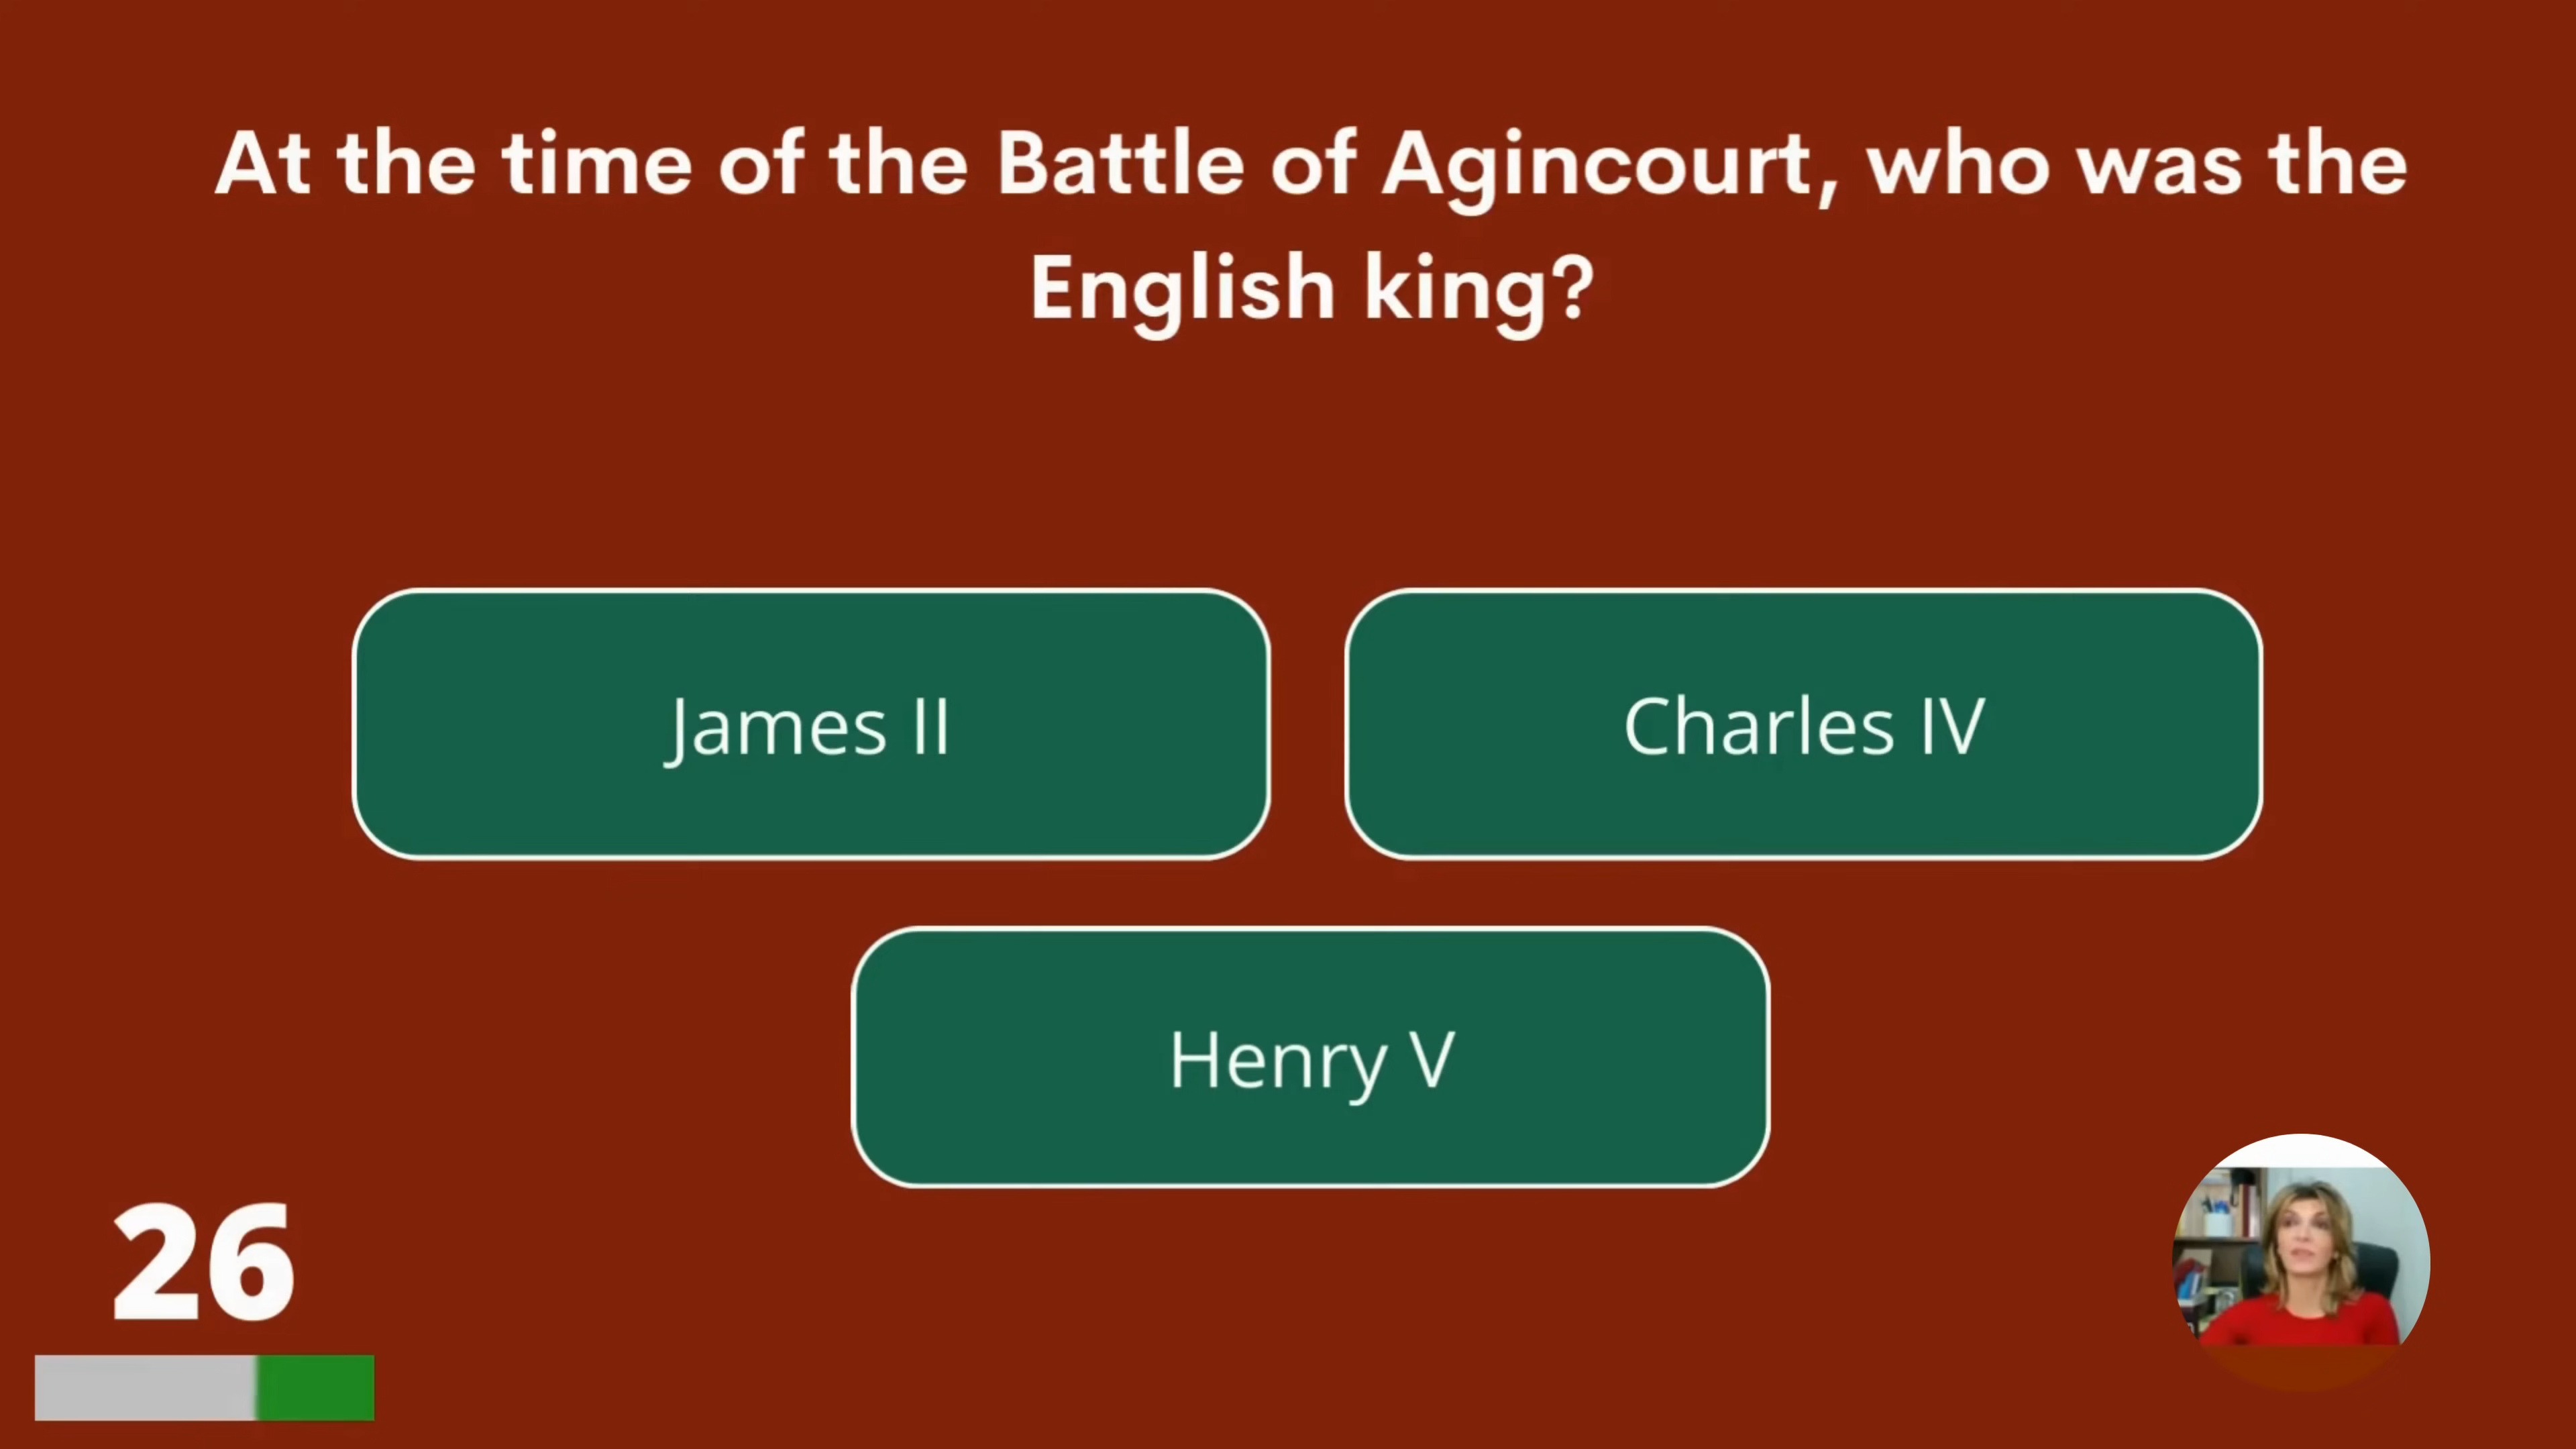 At the time of the Battle of Agincourt, who was the
English king?
James II
Charles IV
Henry V
26